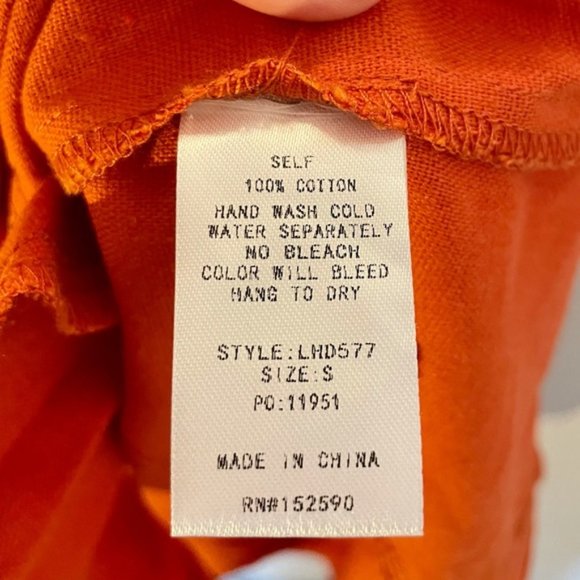 SELF
100% COTTON
HAND WASH COLD
WATER SEPARATELY
NO BLEACH
COLOR WILL BLEED
HANG TO DRY
STYLE:LHD577
SIZE:S
PO:11951
MADE IN CHINA
RN#152590